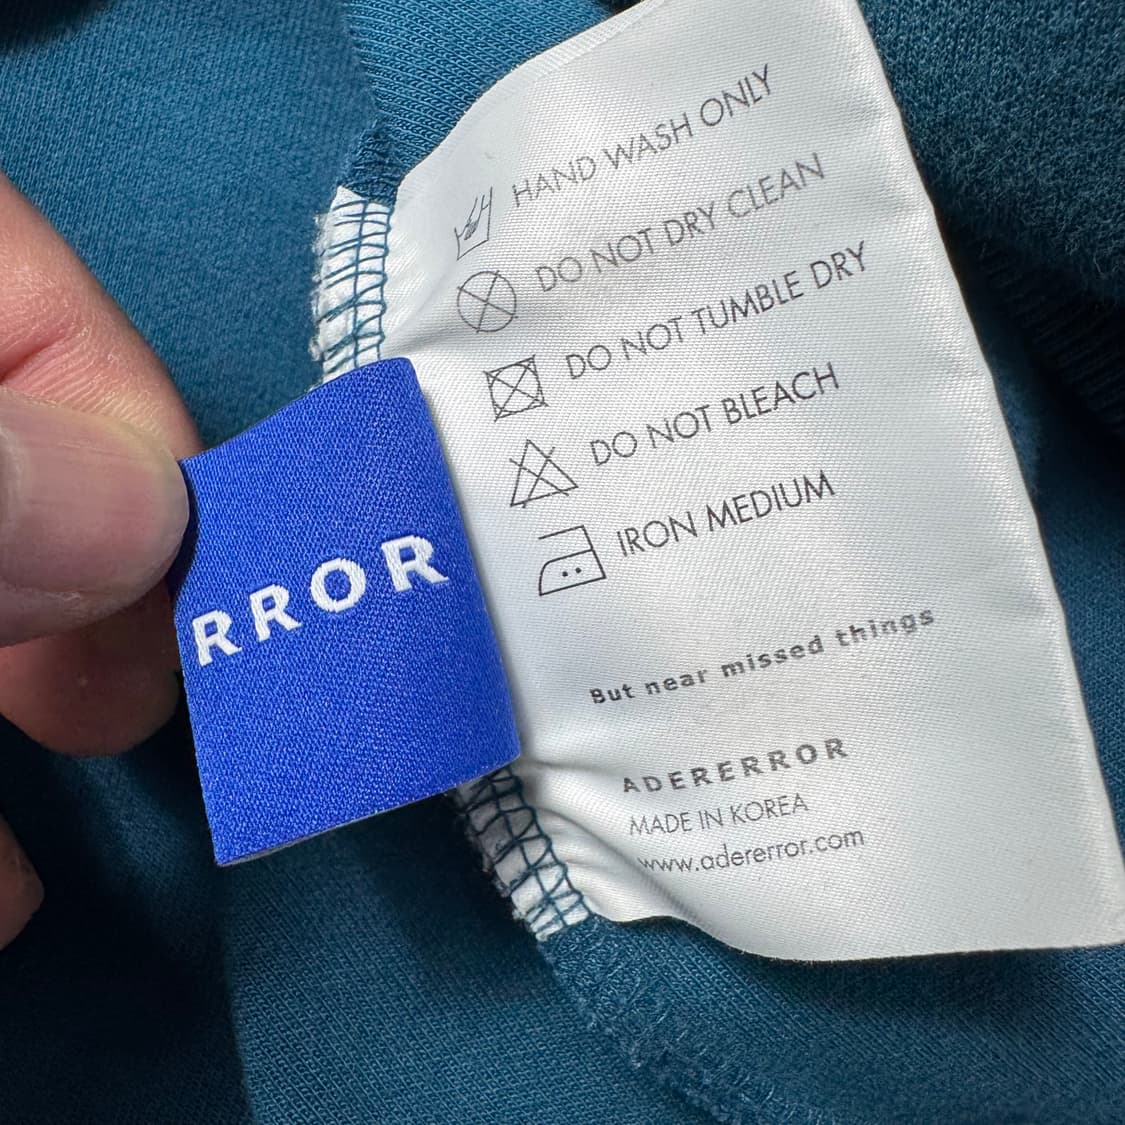 HAND WASH ONLY
DO NOT DRY CLEAN
DO NOT TUMBLE DRY
DO NOT BLEACH
IRON MEDIUM
RROR
But near missed things
ADERERROR
MADE IN KOREA
www.adererror.com